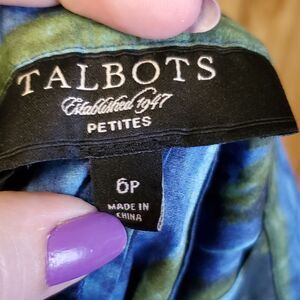 TALBOTS
Established 1947
PETITES
6P
MADE IN
CHINA